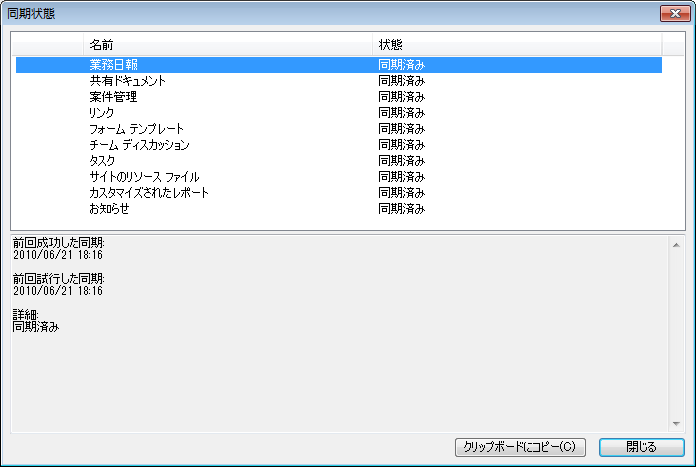 同期状態
名前 状態
業務日報 同期済み
共有ドキュメント 同期済み
案件管理 同期済み
リンク 同期済み
フォーム テンプレート 同期済み
チーム ディスカッション 同期済み
タスク 同期済み
サイトのリソース ファイル 同期済み
カスタマイズされたレポート 同期済み
お知らせ 同期済み
前回成功した同期:
2010/06/21 18:16
前回試行した同期:
2010/06/21 18:16
詳細:
同期済み
クリップボードにコピー(C) 閉じる